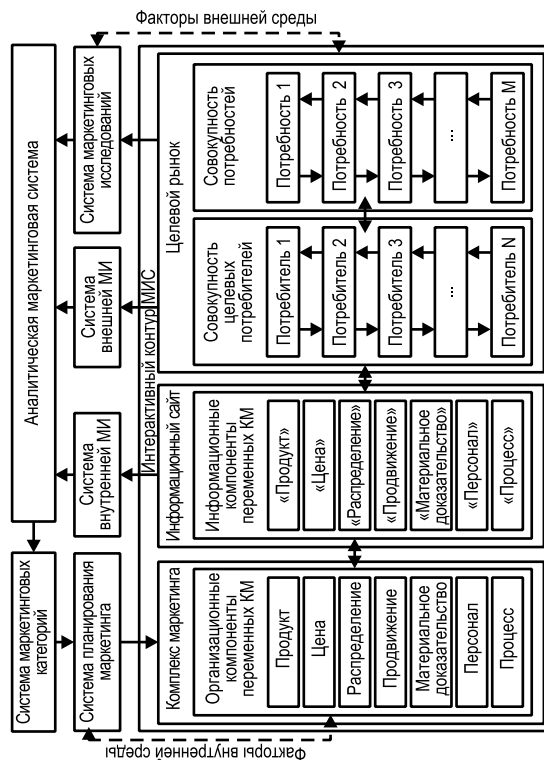 Аналитическая маркетинговая система
Система маркетинговых
категорий
Система планирования
маркетинга
Система
внутренней МИ
Система
внешней МИ
Система маркетинговых
исследований
Факторы внешней среды
Факторы внутренней среды
Интерактивный контур МИС
Комплекс маркетинга
Организационные
компоненты
переменных КМ
Продукт
Цена
Распределение
Продвижение
Материальное
доказательство
Персонал
Процесс
Информационный сайт
Информационные
компоненты
переменных КМ
«Продукт»
«Цена»
«Распределение»
«Продвижение»
«Материальное
доказательство»
«Персонал»
«Процесс»
Целевой рынок
Совокупность
целевых
потребителей
Потребитель 1
Потребитель 2
Потребитель 3
...
Потребитель N
Совокупность
потребностей
Потребность 1
Потребность 2
Потребность 3
...
Потребность M